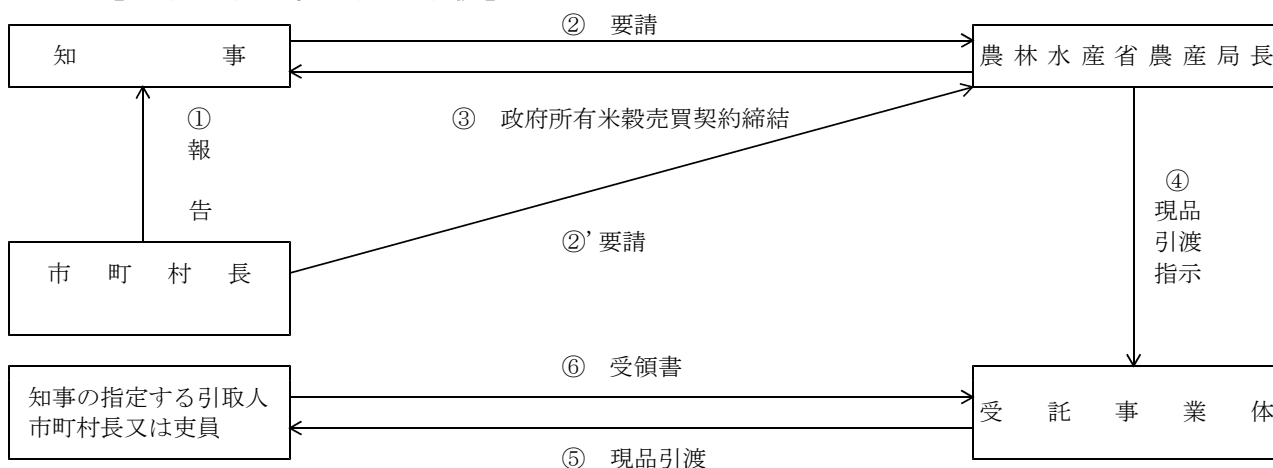 ② 要請
知事
農林水産省農産局長
① 報告
③ 政府所有米穀売買契約締結
④ 現品引渡指示
②’要請
市町村長
⑥ 受領書
知事の指定する引取人
市町村長又は吏員
受託事業体
⑤ 現品引渡